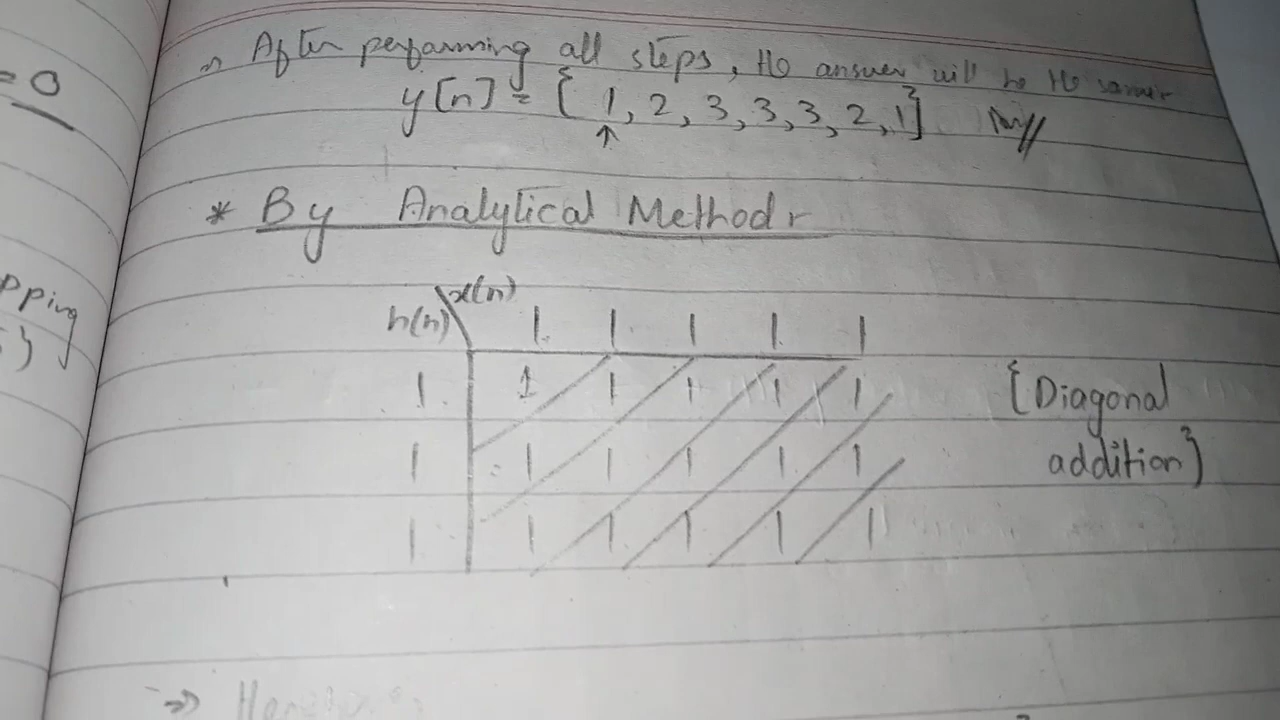 ⇒ After performing all steps, the answer will be the same
= 0
y[n] = { 1, 2, 3, 3, 3, 2, 1 }
↑
* By Analytical Method :-
pping
x(n)
h(n) 1 1 1 1 1
1 1 1 1 1 1 {Diagonal
1 1 1 1 1 1 addition}
1 1 1 1 1 1
⇒